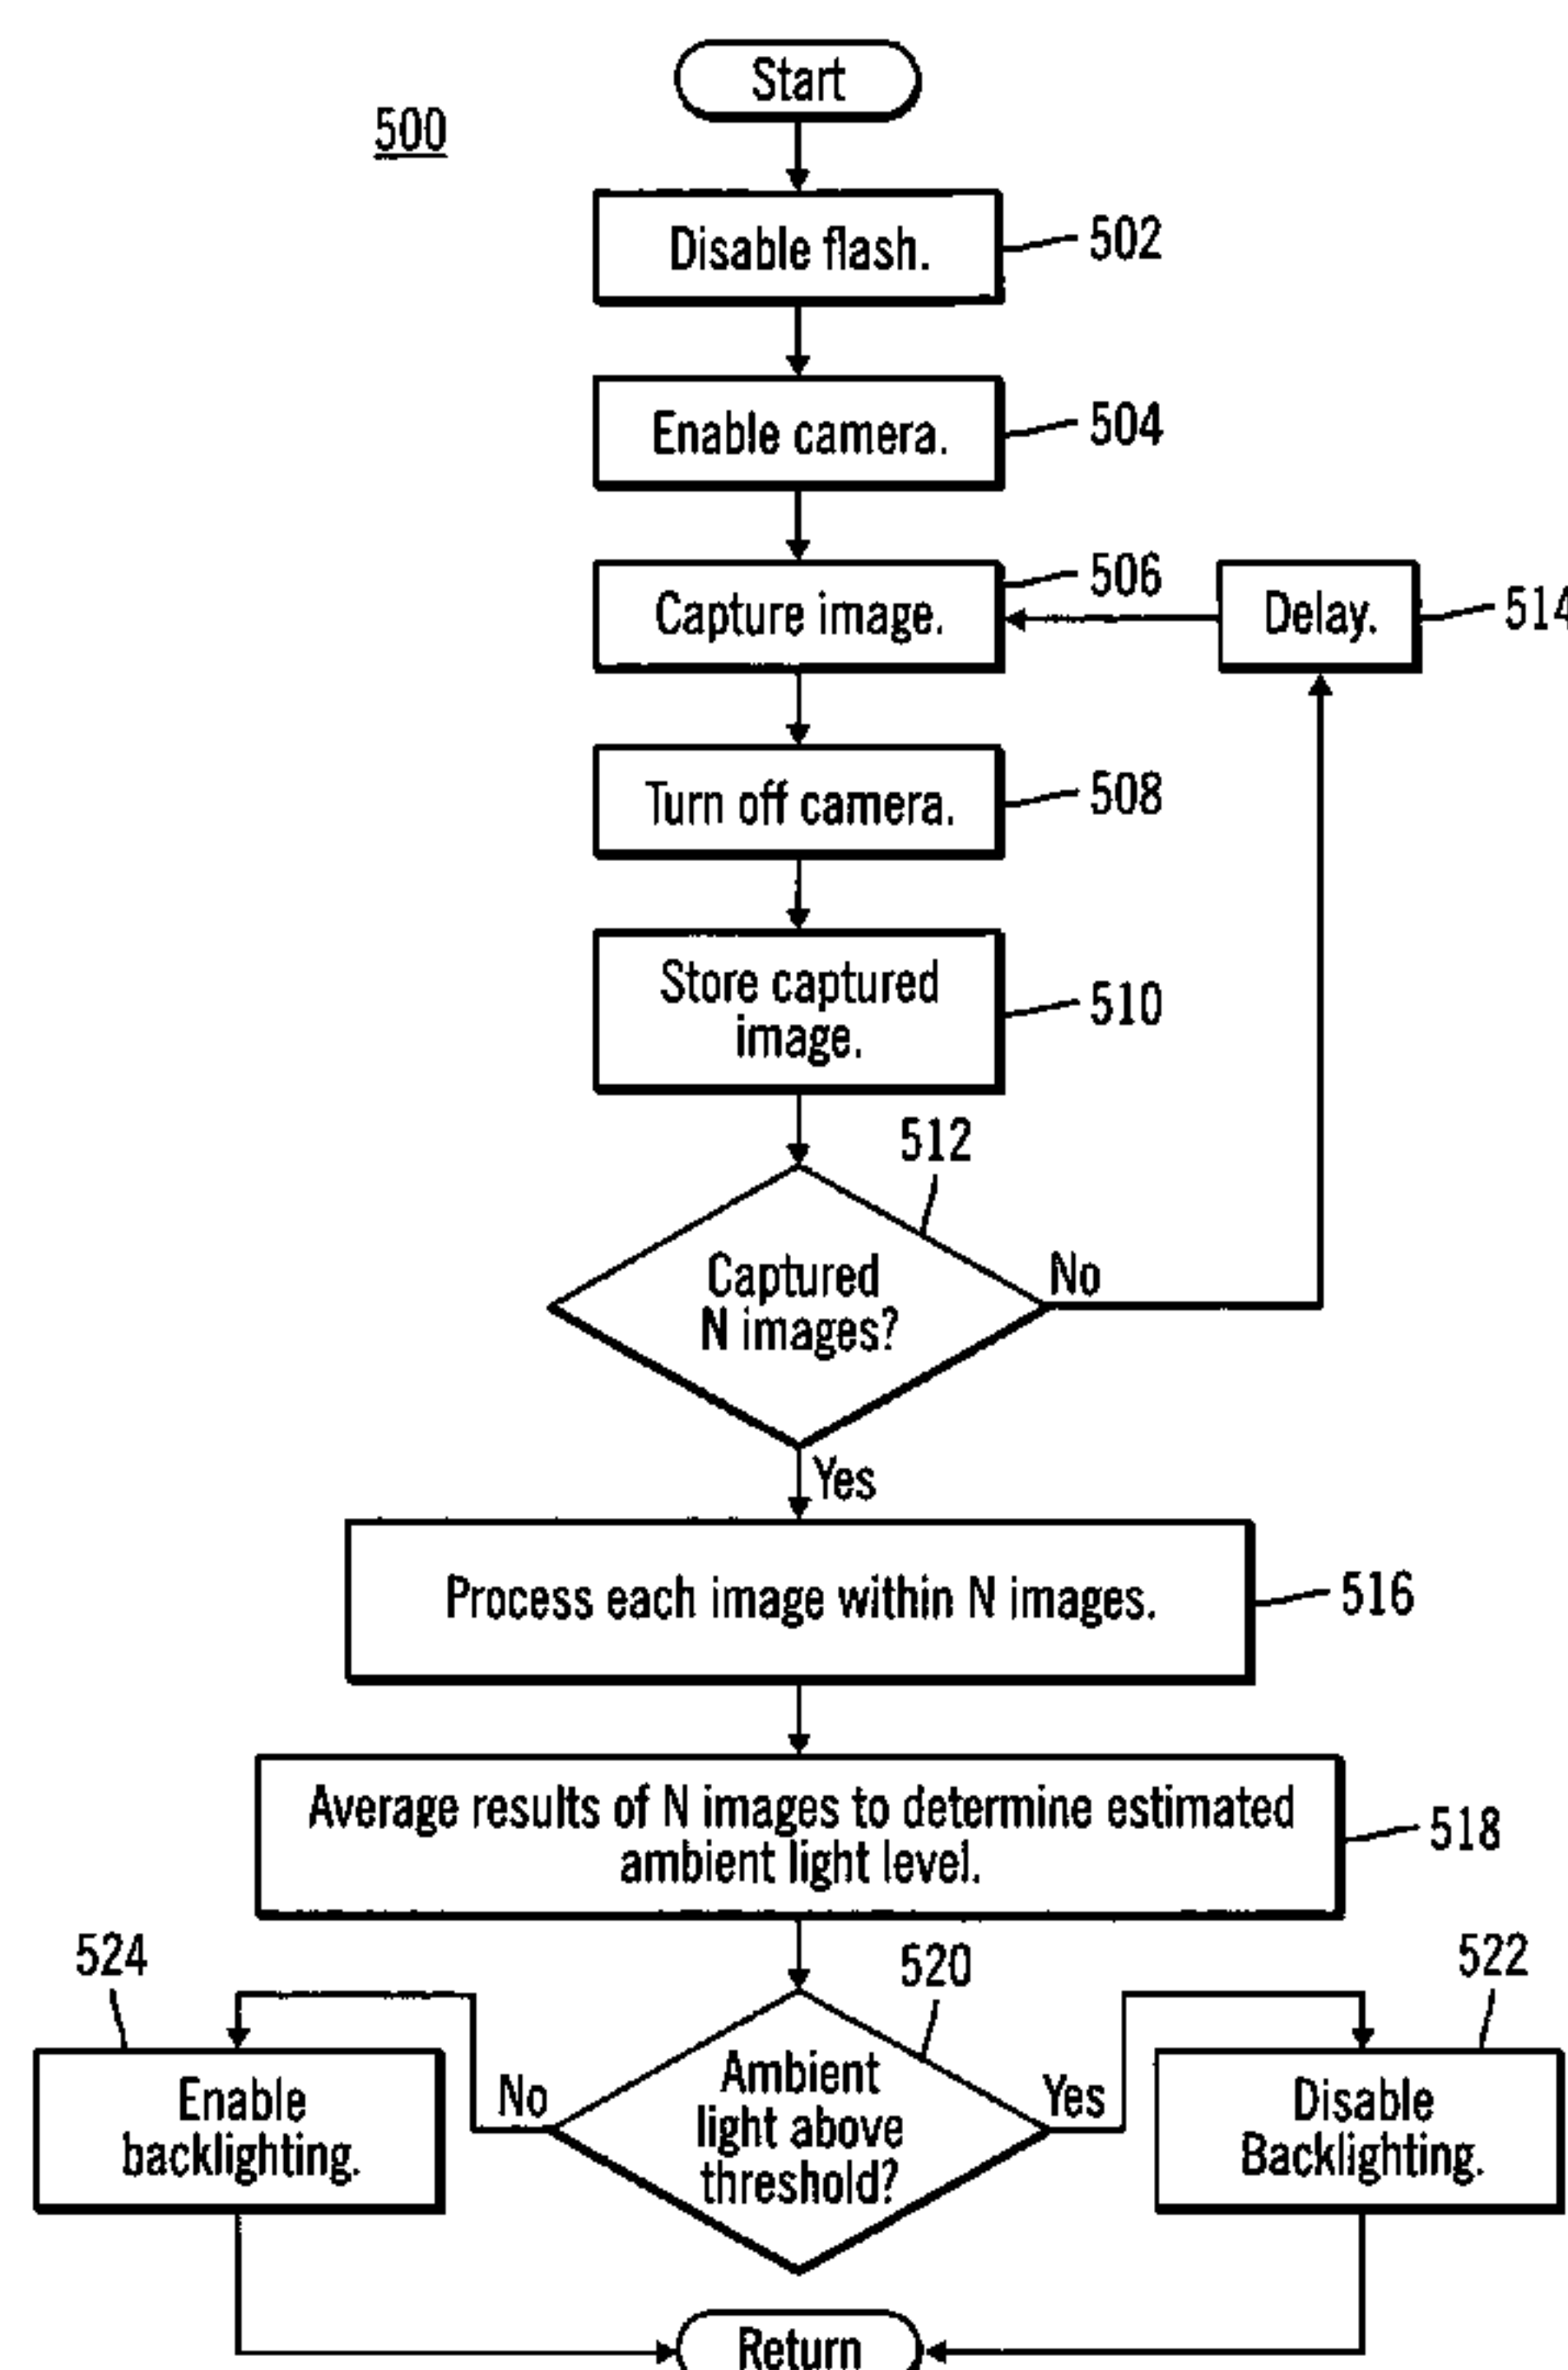 Start
500
Disable flash.
502
Enable camera.
504
Capture image.
506
Delay.
514
Turn off camera.
508
Store captured
image.
510
512
Captured
N images?
No
Yes
Process each image within N images.
516
Average results of N images to determine estimated
ambient light level.
518
524
520
522
Enable
backlighting.
No
Ambient
light above
threshold?
Yes
Disable
Backlighting.
Return